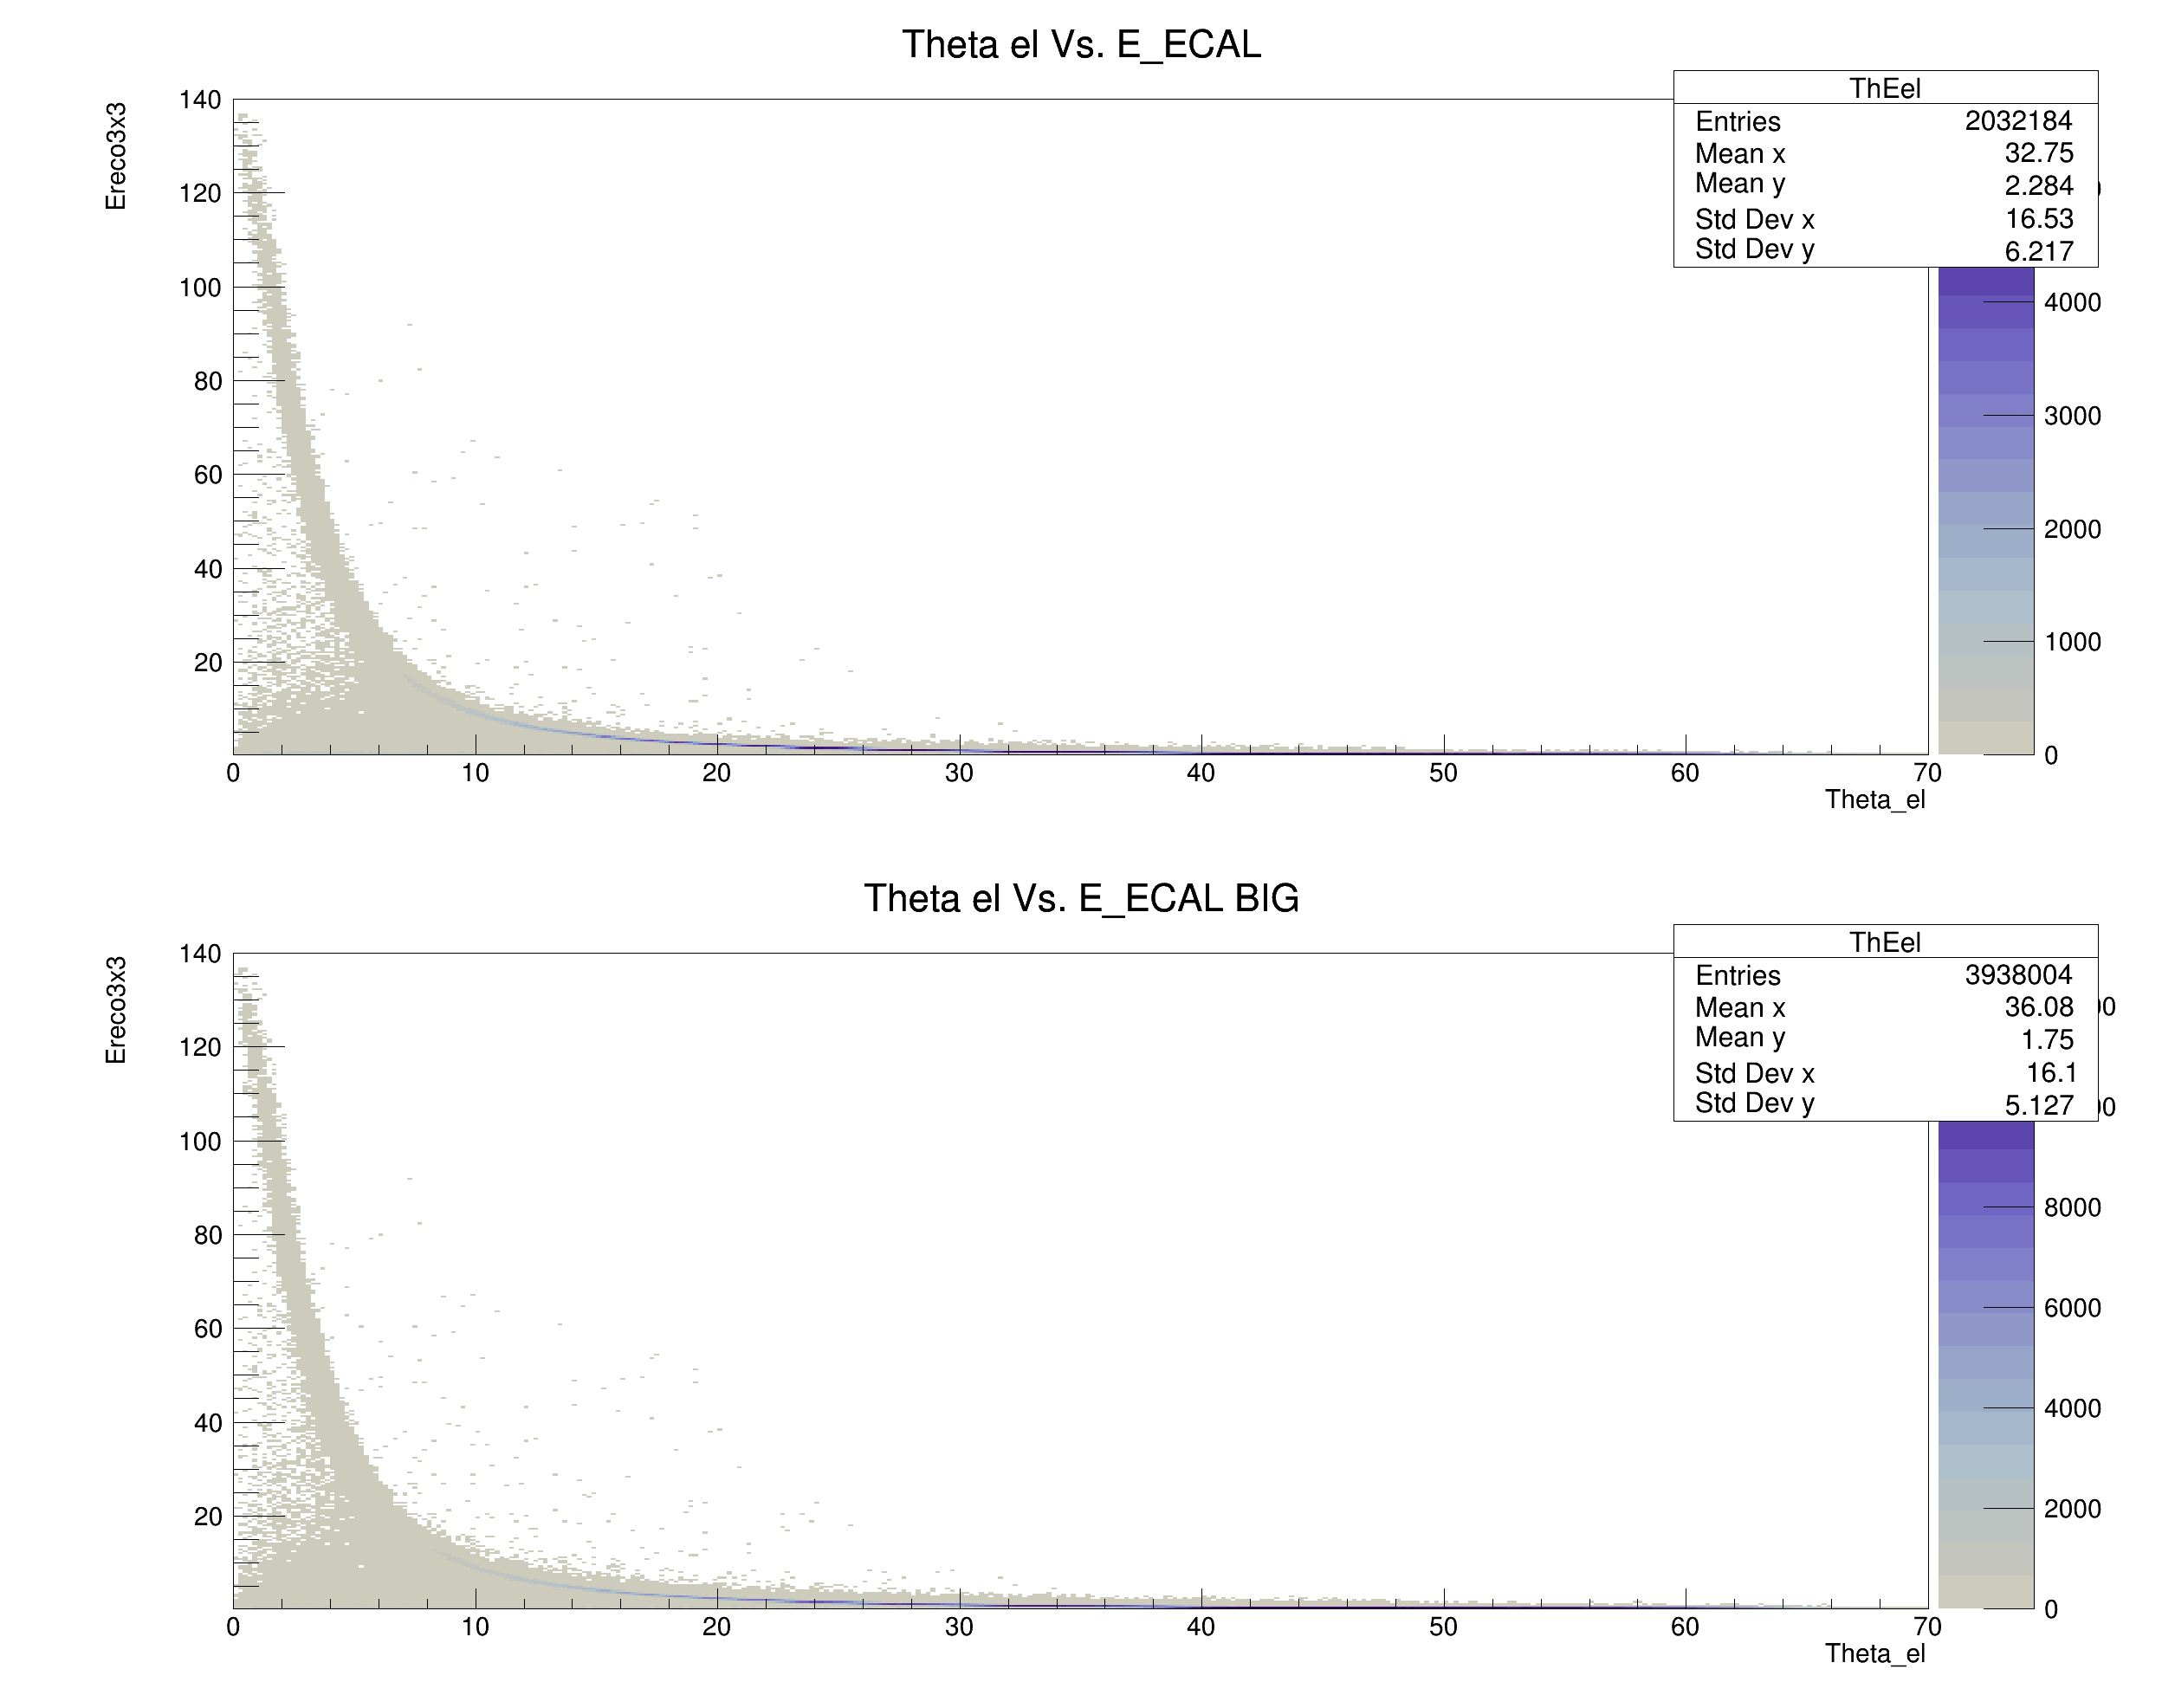 Theta el Vs. E_ECAL
ThEel
Entries 2032184
Mean x 32.75
Mean y 2.284
Std Dev x 16.53
Std Dev y 6.217
Ereco3x3
140
120
100
80
60
40
20
0 10 20 30 40 50 60 70
Theta_el
4000
3000
2000
1000
0
Theta el Vs. E_ECAL BIG
ThEel
Entries 3938004
Mean x 36.08
Mean y 1.75
Std Dev x 16.1
Std Dev y 5.127
Ereco3x3
140
120
100
80
60
40
20
0 10 20 30 40 50 60 70
Theta_el
8000
6000
4000
2000
0